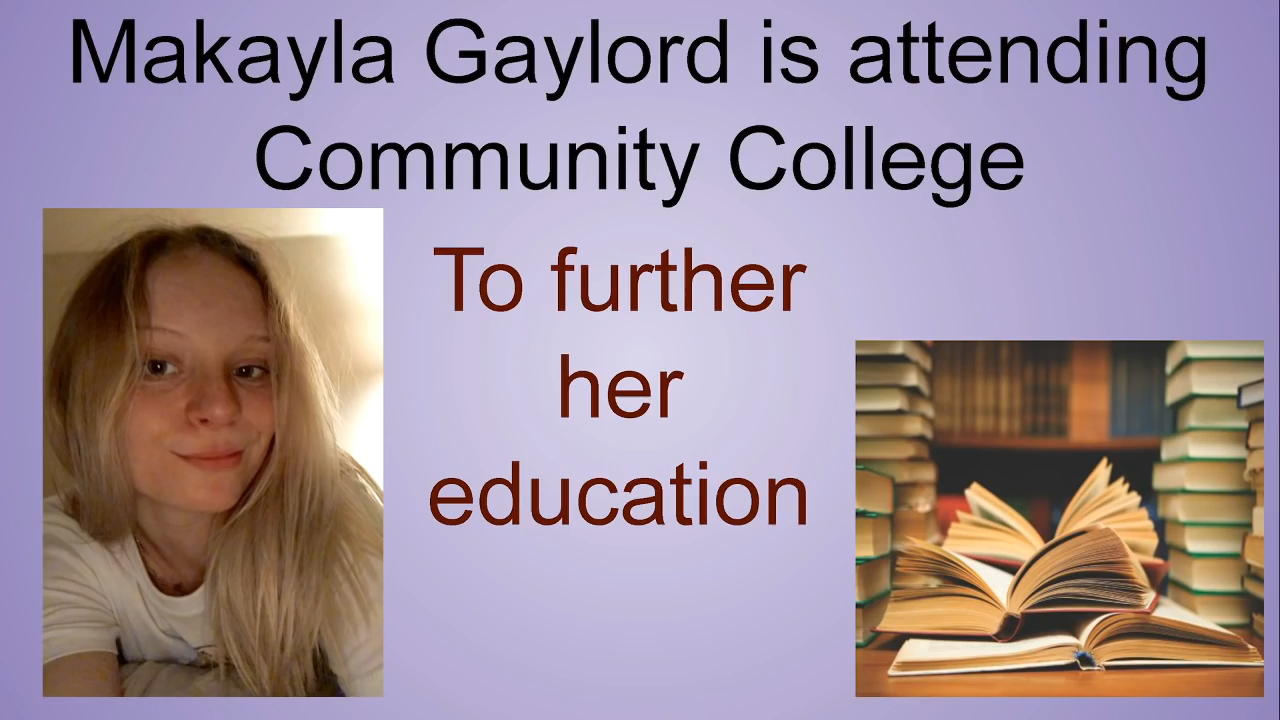 Makayla Gaylord is attending
Community College
To further
her
education